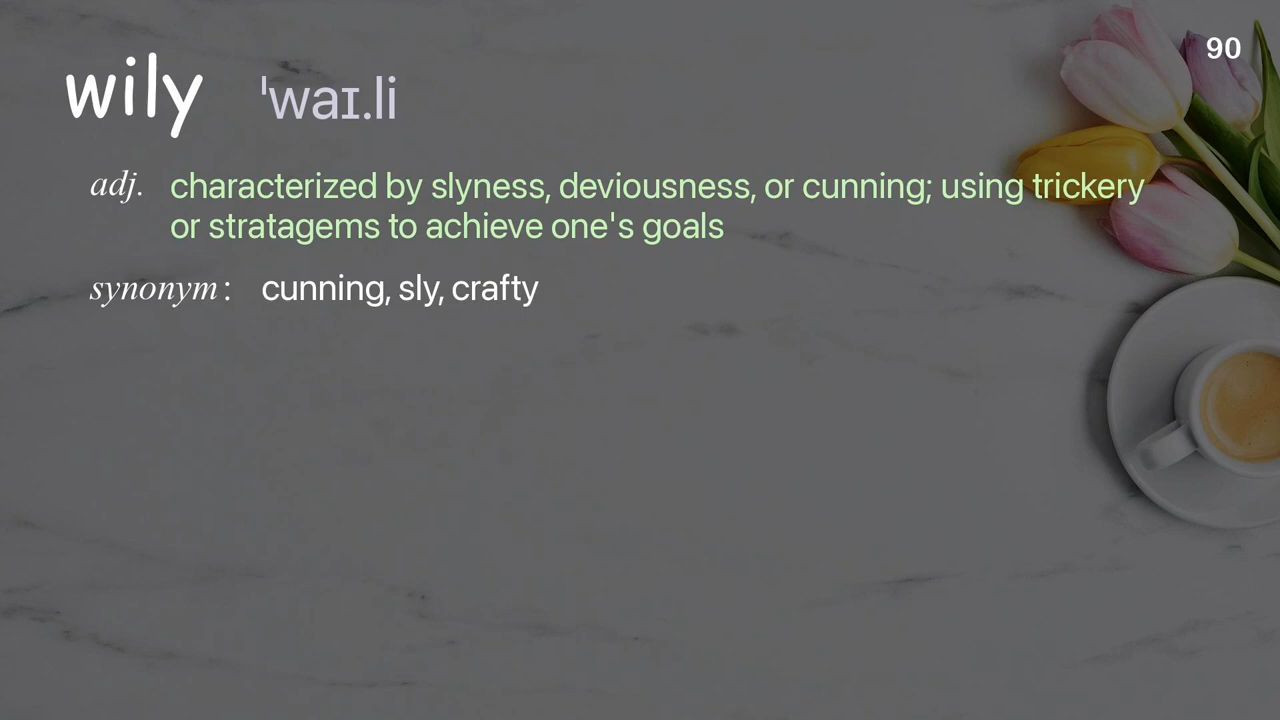 90
wily ˈwaɪ.li
adj. characterized by slyness, deviousness, or cunning; using trickery
or stratagems to achieve one's goals
synonym: cunning, sly, crafty